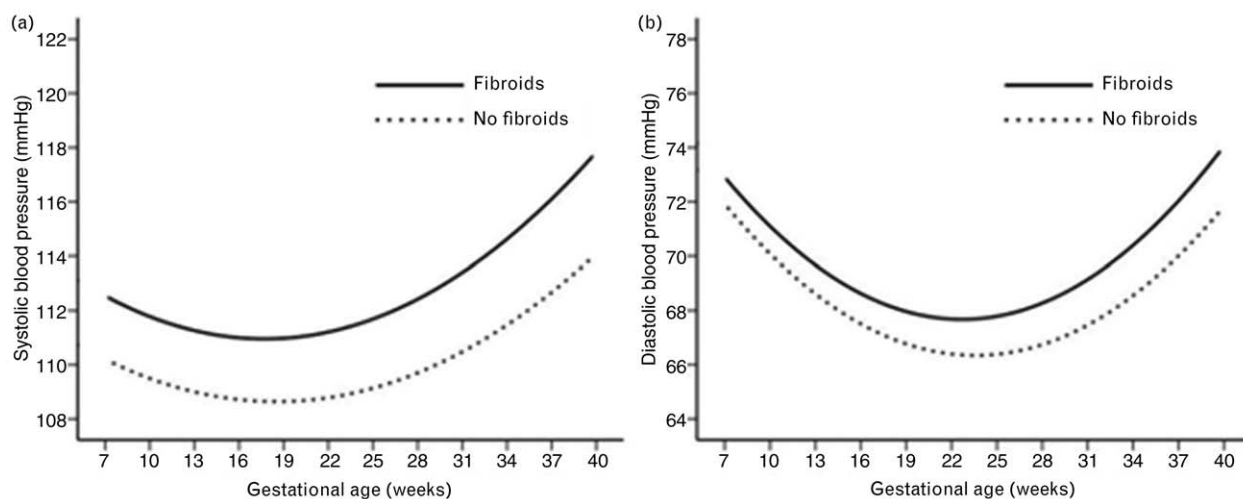 (a)
122
120
118
116
114
112
110
108
Systolic blood pressure (mmHg)
Fibroids
No fibroids
7 10 13 16 19 22 25 28 31 34 37 40
Gestational age (weeks)
(b)
78
76
74
72
70
68
66
64
Diastolic blood pressure (mmHg)
Fibroids
No fibroids
7 10 13 16 19 22 25 28 31 34 37 40
Gestational age (weeks)